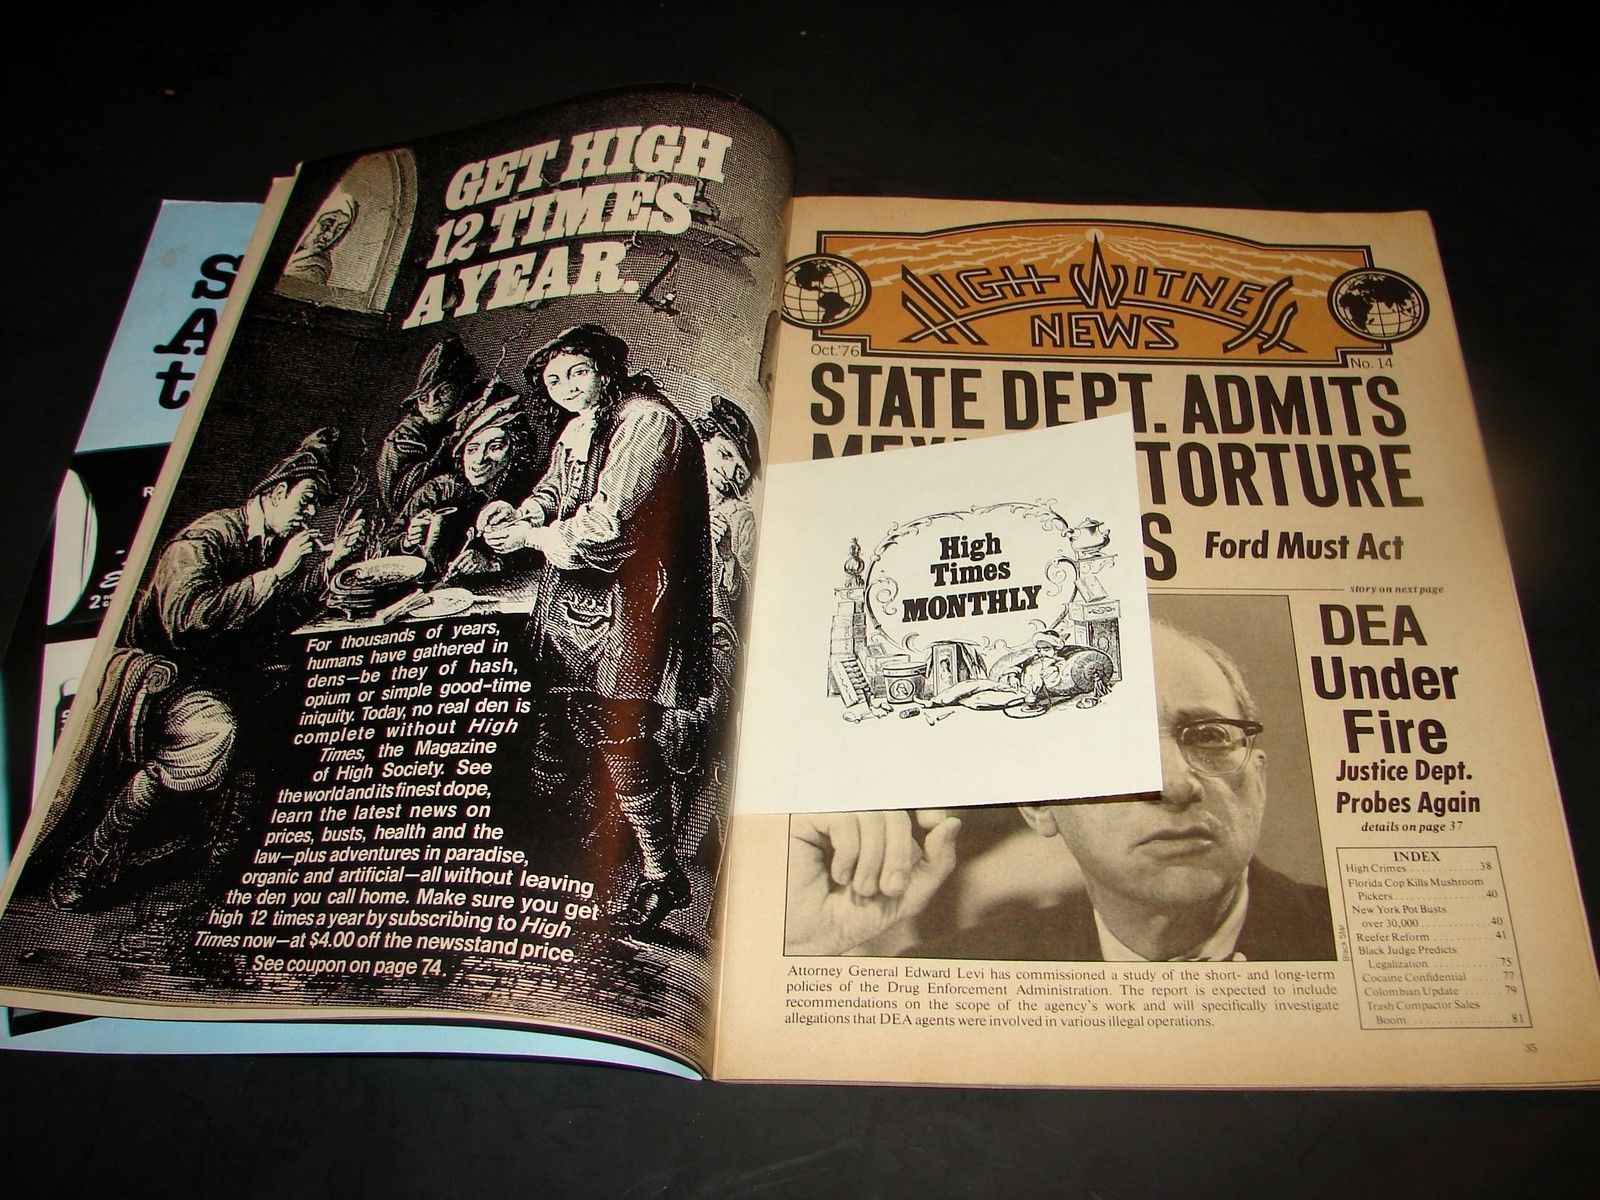 GET HIGH
12 TIMES
A YEAR.
For thousands of years,
humans have gathered in
dens—be they of hash,
opium or simple good-time
iniquity. Today, no real den is
complete without High
Times, the Magazine
of High Society. See
the world and its finest dope,
learn the latest news on
prices, busts, health and the
law—plus adventures in paradise,
organic and artificial—all without leaving
the den you call home. Make sure you get
high 12 times a year by subscribing to High
Times now—at $4.00 off the newsstand price.
See coupon on page 74.
HIGH WITNESS
NEWS
Oct. '76
No. 14
STATE DEPT. ADMITS
TORTURE
Ford Must Act
story on next page
High
Times
MONTHLY
DEA
Under
Fire
Justice Dept.
Probes Again
details on page 37
INDEX
High Crimes ............ 38
Florida Cop Kills Mushroom
Pickers ............ 40
New York Pot Busts
over 30,000 ............ 40
Reefer Reform ............ 41
Black Judge Predicts
Legalization ............ 75
Cocaine Confidential ...... 77
Colombian Update ........ 79
Trash Compactor Sales
Boom ............ 81
Black Star
Attorney General Edward Levi has commissioned a study of the short- and long-term
policies of the Drug Enforcement Administration. The report is expected to include
recommendations on the scope of the agency's work and will specifically investigate
allegations that DEA agents were involved in various illegal operations.
35